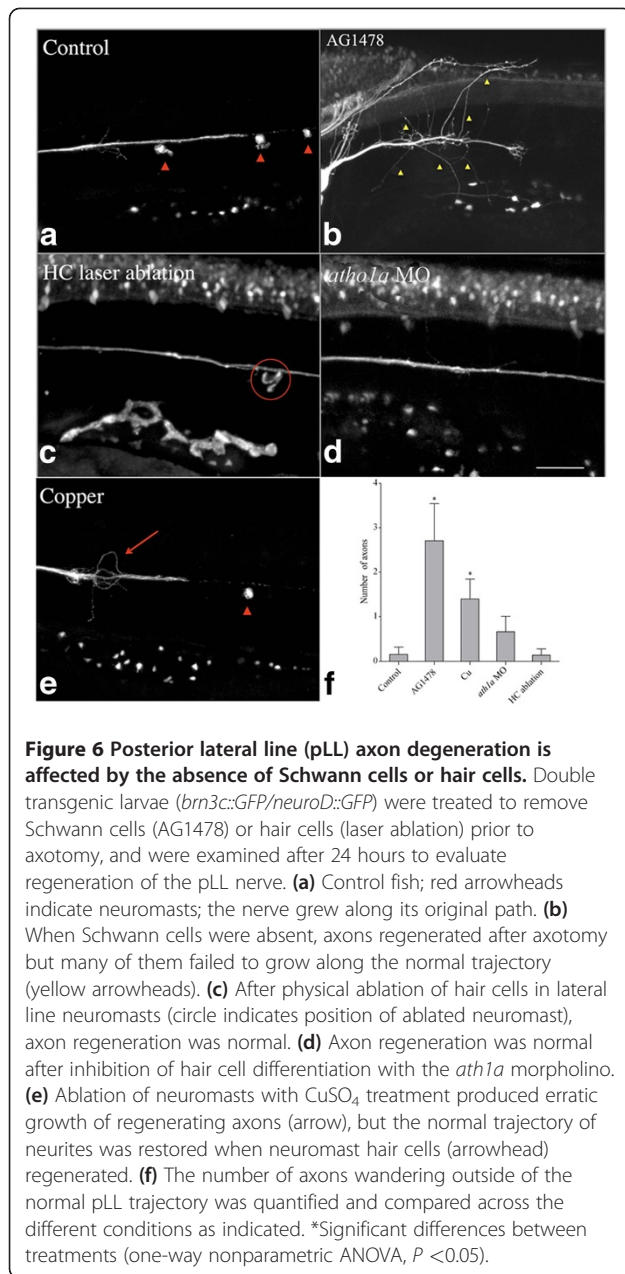 Control
AG1478
a
b
HC laser ablation
atho1a MO
c
d
Copper
e
f
Number of axons
4
3
2
1
0
*
*
Control
AG1478
Cu
ath1a MO
HC ablation
Figure 6 Posterior lateral line (pLL) axon degeneration is
affected by the absence of Schwann cells or hair cells. Double
transgenic larvae (brn3c::GFP/neuroD::GFP) were treated to remove
Schwann cells (AG1478) or hair cells (laser ablation) prior to
axotomy, and were examined after 24 hours to evaluate
regeneration of the pLL nerve. (a) Control fish; red arrowheads
indicate neuromasts; the nerve grew along its original path. (b)
When Schwann cells were absent, axons regenerated after axotomy
but many of them failed to grow along the normal trajectory
(yellow arrowheads). (c) After physical ablation of hair cells in lateral
line neuromasts (circle indicates position of ablated neuromast),
axon regeneration was normal. (d) Axon regeneration was normal
after inhibition of hair cell differentiation with the ath1a morpholino.
(e) Ablation of neuromasts with CuSO₄ treatment produced erratic
growth of regenerating axons (arrow), but the normal trajectory of
neurites was restored when neuromast hair cells (arrowhead)
regenerated. (f) The number of axons wandering outside of the
normal pLL trajectory was quantified and compared across the
different conditions as indicated. *Significant differences between
treatments (one-way nonparametric ANOVA, P <0.05).